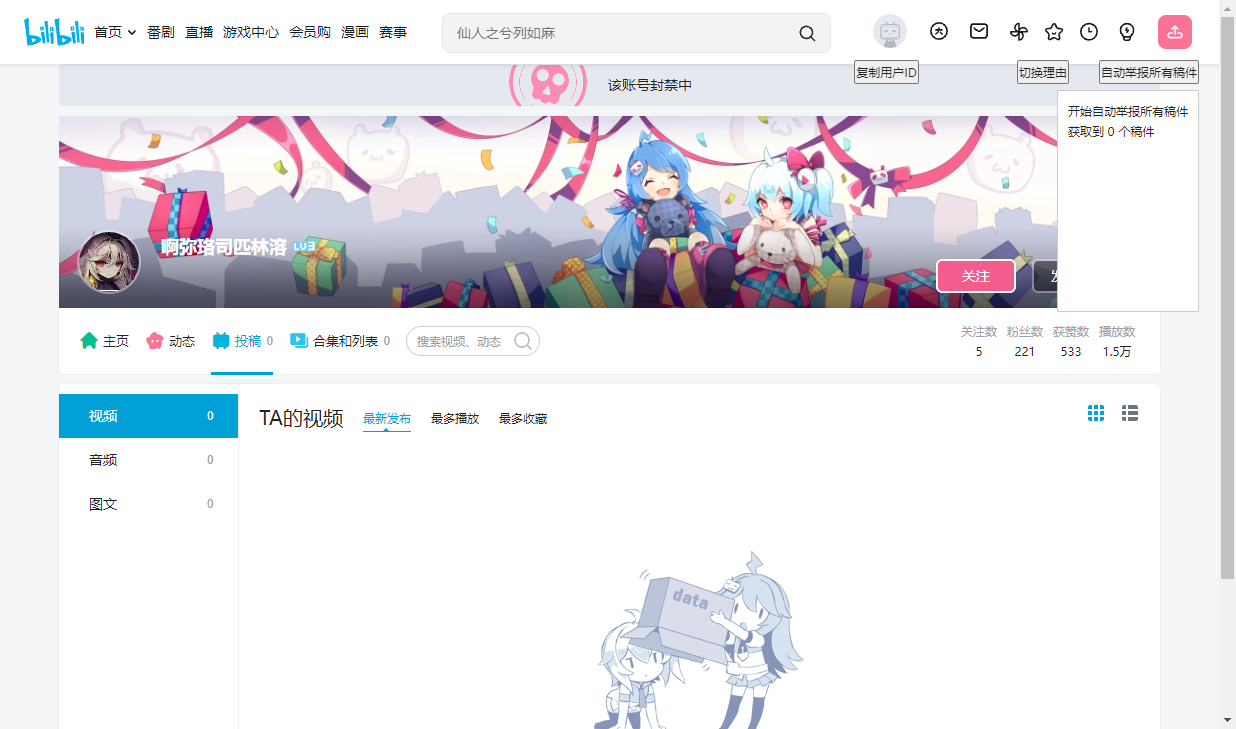 bilibili 首页 番剧 直播 游戏中心 会员购 漫画 赛事 仙人之兮列如麻
复制用户ID 切换理由 自动举报所有稿件
该账号封禁中
开始自动举报所有稿件
获取到 0 个稿件
啊弥珞司匹林溶 LV3
关注
主页 动态 投稿 0 合集和列表 0 搜索视频、动态
关注数 粉丝数 获赞数 播放数
5 221 533 1.5万
视频 0
音频 0
图文 0
TA的视频 最新发布 最多播放 最多收藏
data